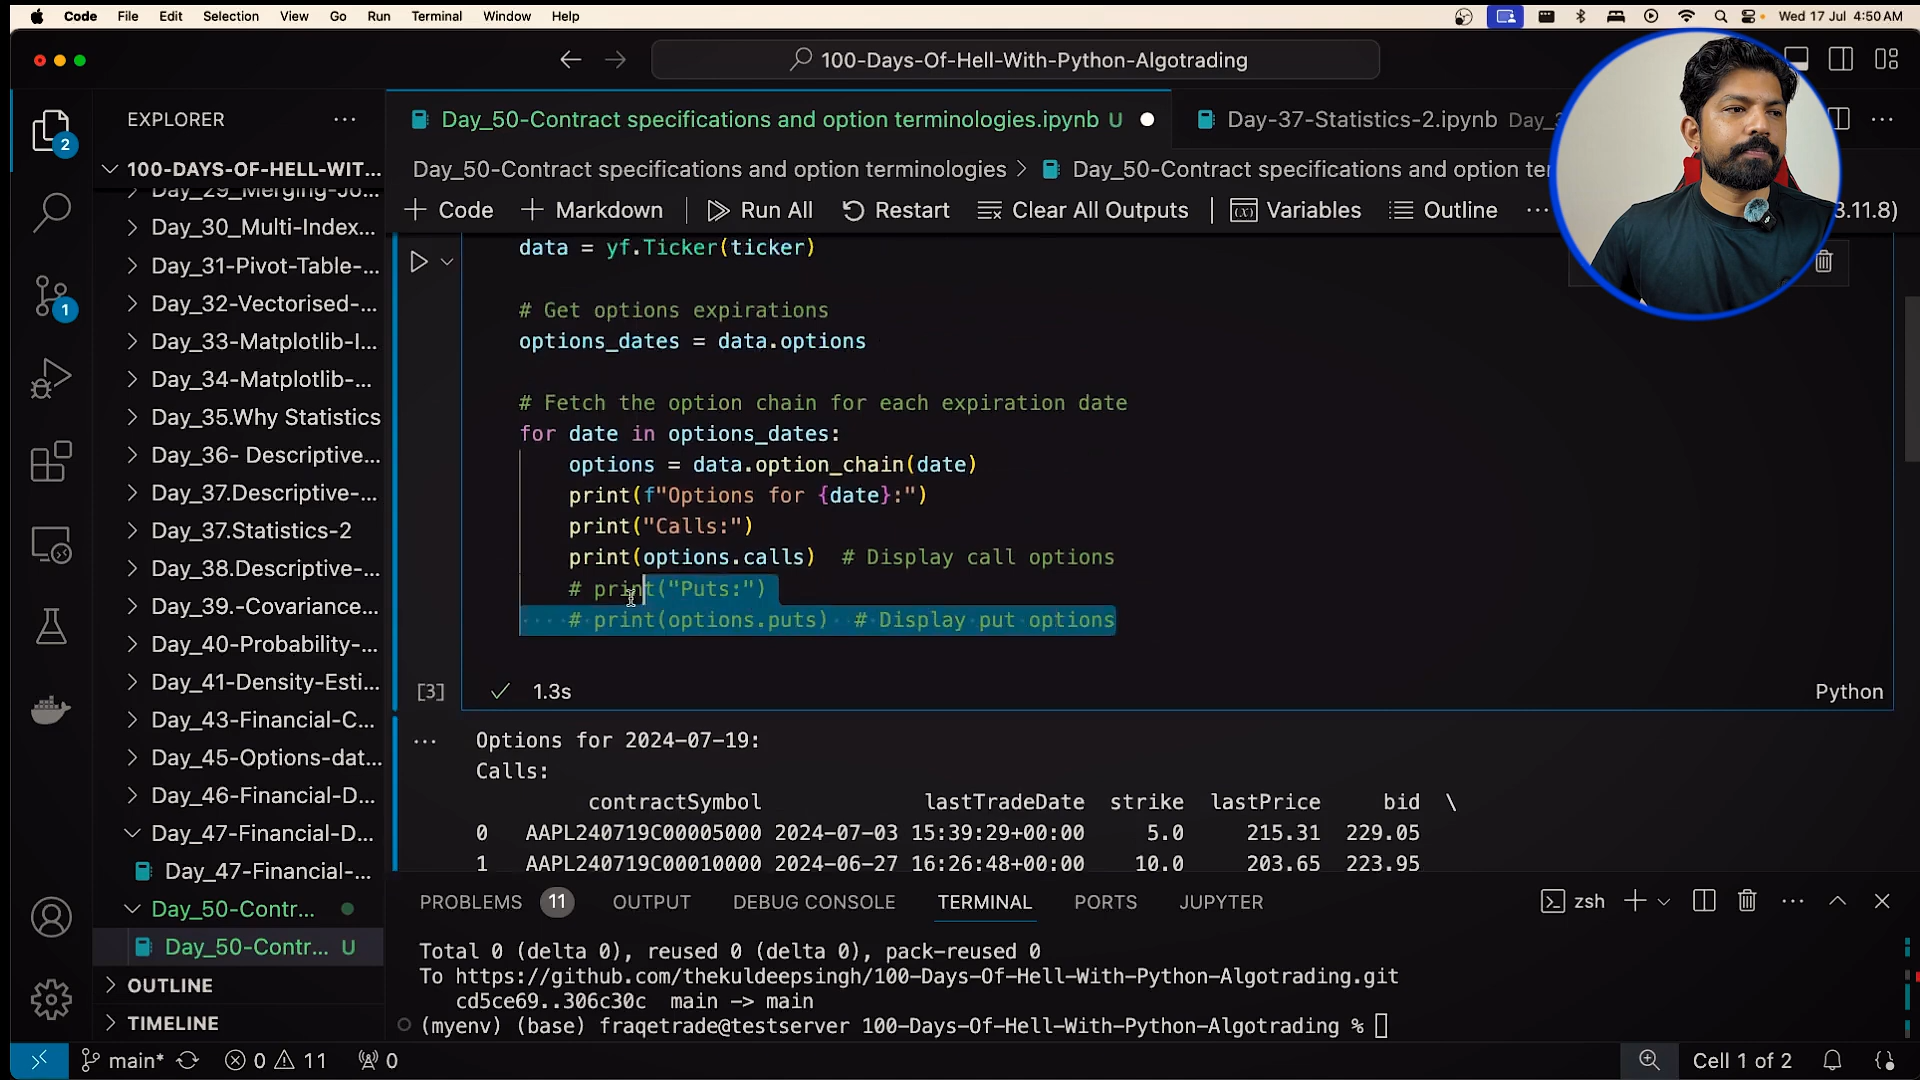 Code File Edit Selection View Go Run Terminal Window Help Wed 17 Jul 4:50 AM
100-Days-Of-Hell-With-Python-Algotrading
EXPLORER
Day_50-Contract specifications and option terminologies.ipynb U
Day-37-Statistics-2.ipynb Day_3
100-DAYS-OF-HELL-WIT...
Day_50-Contract specifications and option terminologies > Day_50-Contract specifications and option ter
Code Markdown Run All Restart Clear All Outputs Variables Outline ... 3.11.8)
Day_29_Merging-Jo...
Day_30_Multi-Index...
Day_31-Pivot-Table-...
Day_32-Vectorised-...
Day_33-Matplotlib-I...
Day_34-Matplotlib-...
Day_35.Why Statistics
Day_36- Descriptive...
Day_37.Descriptive-...
Day_37.Statistics-2
Day_38.Descriptive-...
Day_39.-Covariance...
Day_40-Probability-...
Day_41-Density-Esti...
Day_43-Financial-C...
Day_45-Options-dat...
Day_46-Financial-D...
Day_47-Financial-D...
Day_47-Financial-...
Day_50-Contr...
Day_50-Contr... U
OUTLINE
TIMELINE
2
1
data = yf.Ticker(ticker)
# Get options expirations
options_dates = data.options
# Fetch the option chain for each expiration date
for date in options_dates:
options = data.option_chain(date)
print(f"Options for {date}:")
print("Calls:")
print(options.calls) # Display call options
# print("Puts:")
# print(options.puts) # Display put options
[3] 1.3s Python
Options for 2024-07-19:
Calls:
contractSymbol lastTradeDate strike lastPrice bid \
0 AAPL240719C00005000 2024-07-03 15:39:29+00:00 5.0 215.31 229.05
1 AAPL240719C00010000 2024-06-27 16:26:48+00:00 10.0 203.65 223.95
PROBLEMS 11 OUTPUT DEBUG CONSOLE TERMINAL PORTS JUPYTER zsh
Total 0 (delta 0), reused 0 (delta 0), pack-reused 0
To https://github.com/thekuldeepsingh/100-Days-Of-Hell-With-Python-Algotrading.git
cd5ce69..306c30c main -> main
(myenv) (base) fraqetrade@testserver 100-Days-Of-Hell-With-Python-Algotrading %
main* 0 11 0 Cell 1 of 2